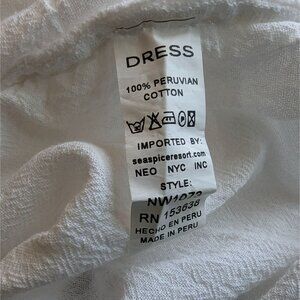 DRESS
100% PERUVIAN
COTTON
IMPORTED BY:
seaspiceresort.com
NEO NYC INC
STYLE:
RN 153638
HECHO EN PERU
MADE IN PERU